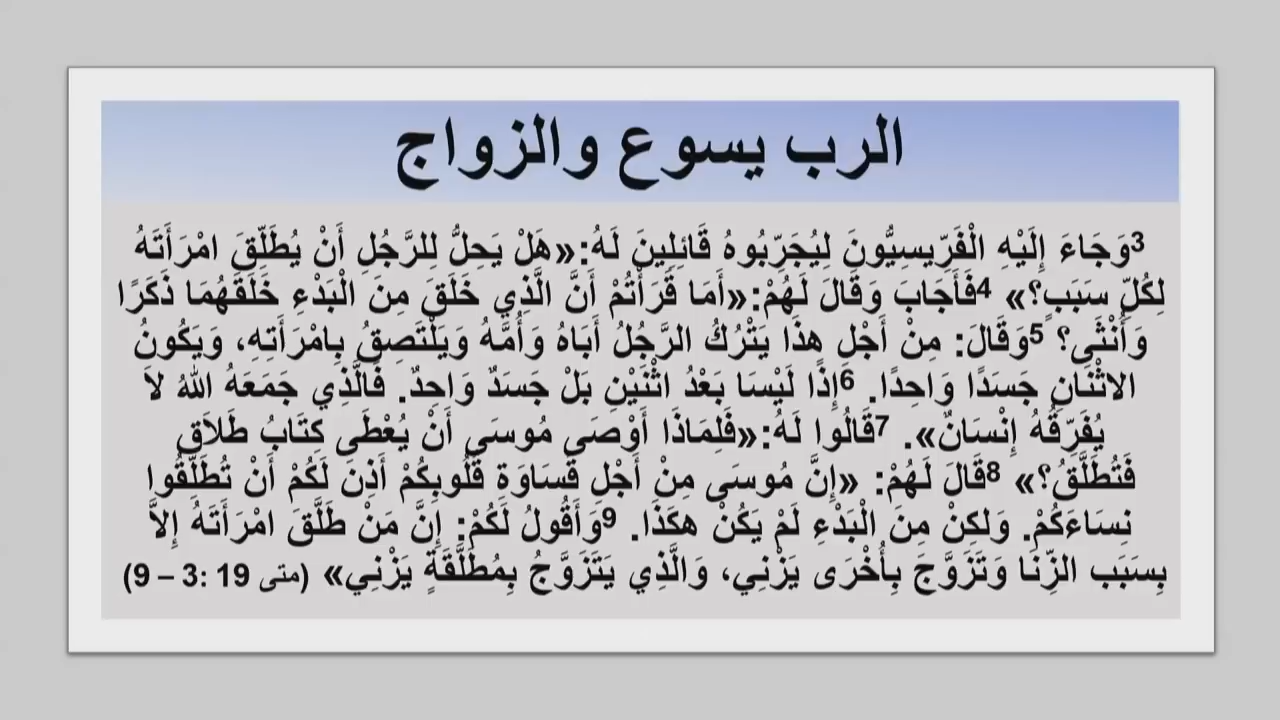 الرب يسوع والزواج
3وَجَاءَ إِلَيْهِ الْفَرِّيسِيُّونَ لِيُجَرِّبُوهُ قَائِلِينَ لَهُ:«هَلْ يَحِلُّ لِلرَّجُلِ أَنْ يُطَلِّقَ امْرَأَتَهُ
لِكُلِّ سَبَبٍ؟» 4فَأَجَابَ وَقَالَ لَهُمْ:«أَمَا قَرَأْتُمْ أَنَّ الَّذِي خَلَقَ مِنَ الْبَدْءِ خَلَقَهُمَا ذَكَرًا
وَأُنْثَى؟ 5وَقَالَ: مِنْ أَجْلِ هذَا يَتْرُكُ الرَّجُلُ أَبَاهُ وَأُمَّهُ وَيَلْتَصِقُ بِامْرَأَتِهِ، وَيَكُونُ
الاثْنَانِ جَسَدًا وَاحِدًا. 6إِذًا لَيْسَا بَعْدُ اثْنَيْنِ بَلْ جَسَدٌ وَاحِدٌ. فَالَّذِي جَمَعَهُ اللهُ لاَ
يُفَرِّقُهُ إِنْسَانٌ». 7قَالُوا لَهُ:«فَلِمَاذَا أَوْصَى مُوسَى أَنْ يُعْطَى كِتَابُ طَلاَق
فَتُطَلَّقُ؟» 8قَالَ لَهُمْ: «إِنَّ مُوسَى مِنْ أَجْلِ قَسَاوَةِ قُلُوبِكُمْ أَذِنَ لَكُمْ أَنْ تُطَلِّقُوا
نِسَاءَكُمْ. وَلكِنْ مِنَ الْبَدْءِ لَمْ يَكُنْ هكَذَا. 9وَأَقُولُ لَكُمْ: إِنَّ مَنْ طَلَّقَ امْرَأَتَهُ إِلاَّ
بِسَبَب الزِّنَا وَتَزَوَّجَ بِأُخْرَى يَزْنِي، وَالَّذِي يَتَزَوَّجُ بِمُطَلَّقَةٍ يَزْنِي» (متى 19 :3 – 9)